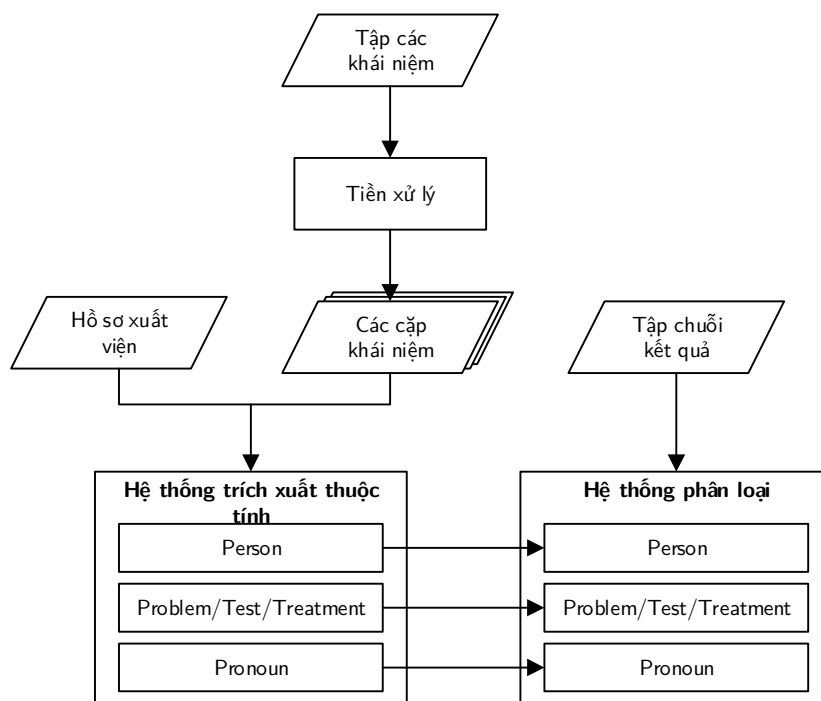 Tập các
khái niệm
Tiền xử lý
Hồ sơ xuất
viện
Các cặp
khái niệm
Tập chuỗi
kết quả
Hệ thống trích xuất thuộc
tính
Person
Problem/Test/Treatment
Pronoun
Hệ thống phân loại
Person
Problem/Test/Treatment
Pronoun